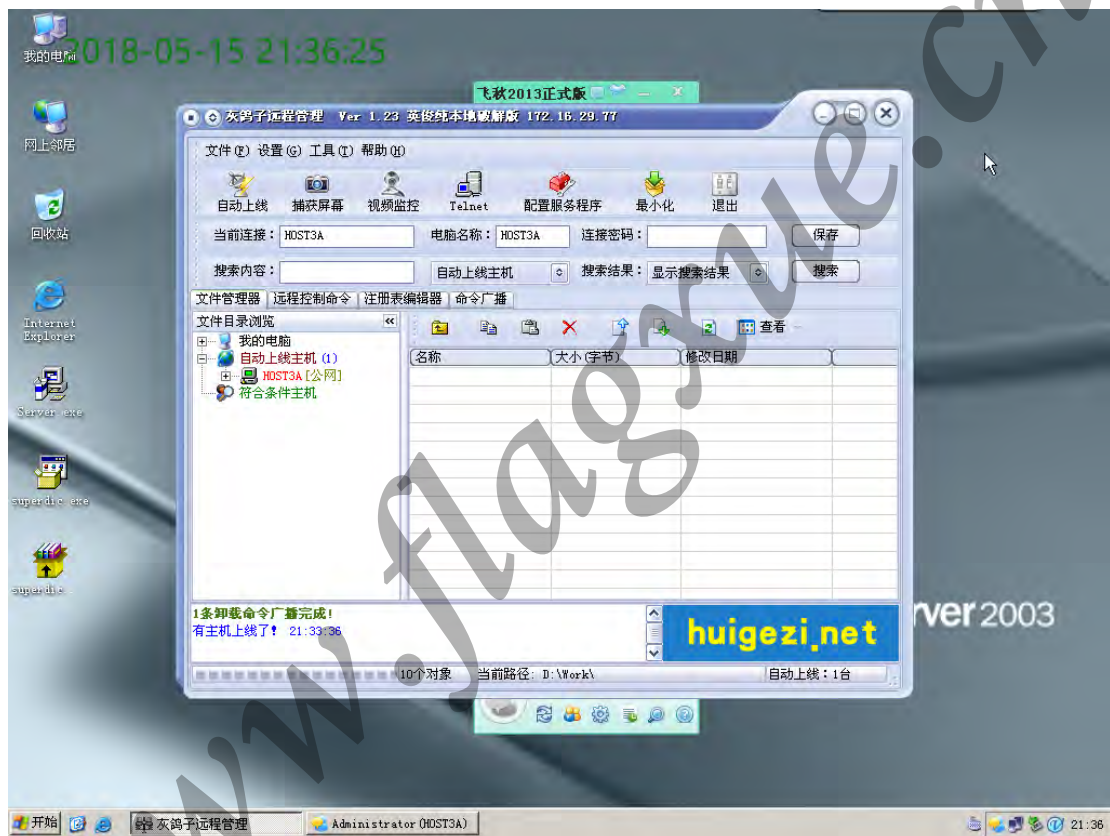 我的电脑
2018-05-15 21:36:25
飞秋2013正式版
灰鸽子远程管理 Ver 1.23 英俊纯本地破解版 172.16.29.77
文件(F) 设置(G) 工具(T) 帮助(H)
网上邻居
自动上线 捕获屏幕 视频监控 Telnet 配置服务程序 最小化 退出
回收站
当前连接: HOST3A 电脑名称: HOST3A 连接密码: 保存
搜索内容: 自动上线主机 搜索结果: 显示搜索结果 搜索
文件管理器 远程控制命令 注册表编辑器 命令广播
Internet
Explorer
文件目录浏览 查看
我的电脑
名称 大小(字节) 修改日期
自动上线主机 (1)
HOST3A [公网]
符合条件主机
Server.exe
superdic.exe
superdic
1条卸载命令广播完成!
有主机上线了! 21:33:36
huigezi.net
ver 2003
10个对象 当前路径: D:\Work\ 自动上线:1台
开始 灰鸽子远程管理 Administrator(HOST3A) 21:36
www.flagxue.cn